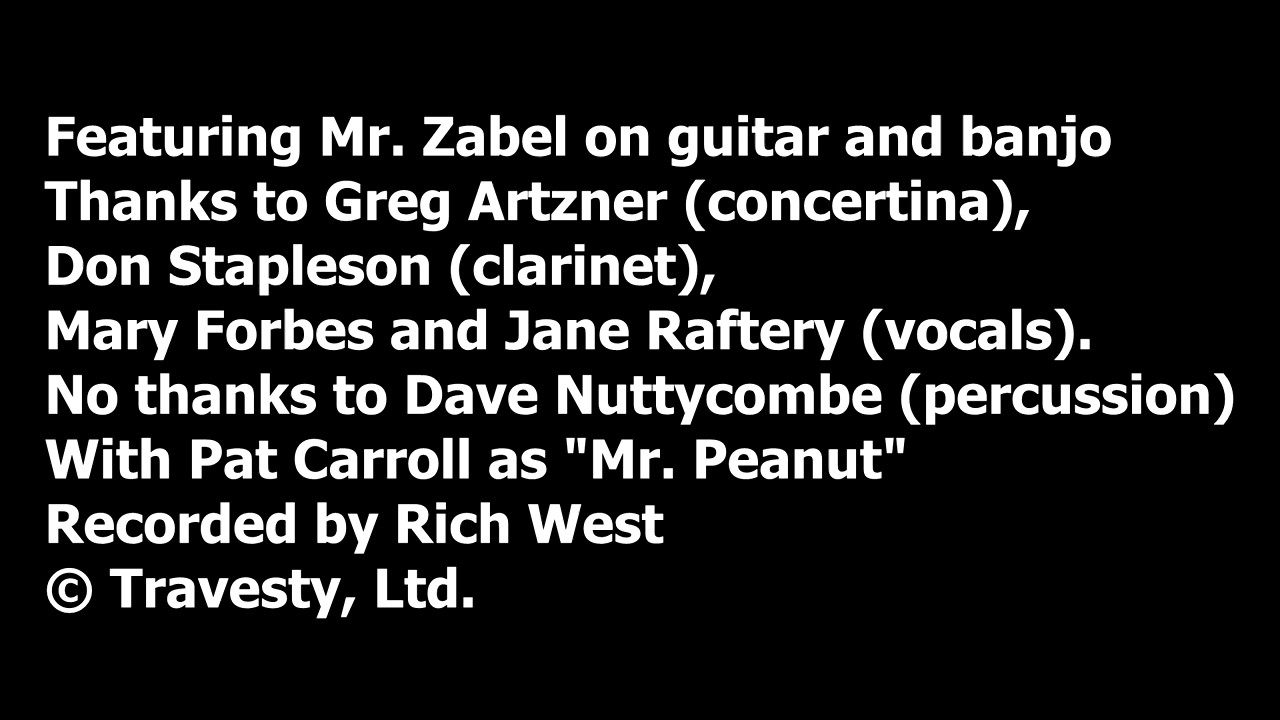 Featuring Mr. Zabel on guitar and banjo
Thanks to Greg Artzner (concertina),
Don Stapleson (clarinet),
Mary Forbes and Jane Raftery (vocals).
No thanks to Dave Nuttycombe (percussion)
With Pat Carroll as "Mr. Peanut"
Recorded by Rich West
© Travesty, Ltd.